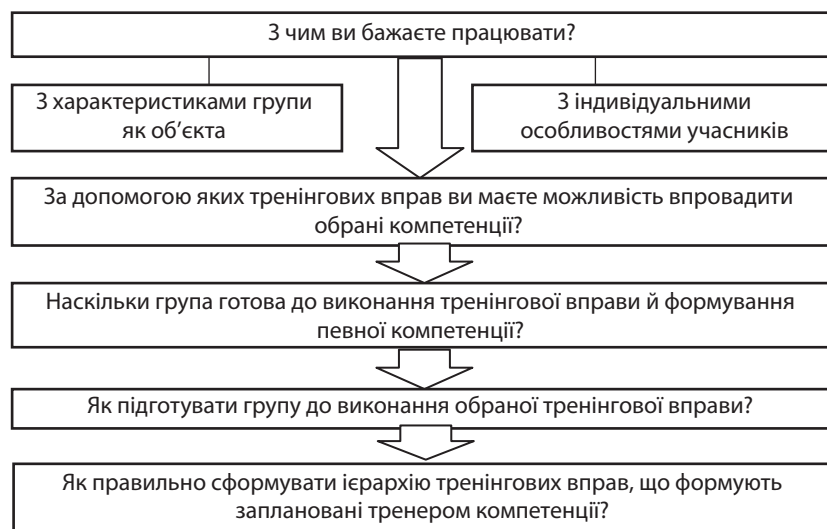 З чим ви бажаєте працювати?
З характеристиками групи
як об’єкта
З індивідуальними
особливостями учасників
За допомогою яких тренінгових вправ ви маєте можливість впровадити
обрані компетенції?
Наскільки група готова до виконання тренінгової вправи й формування
певної компетенції?
Як підготувати групу до виконання обраної тренінгової вправи?
Як правильно сформувати ієрархію тренінгових вправ, що формують
заплановані тренером компетенції?